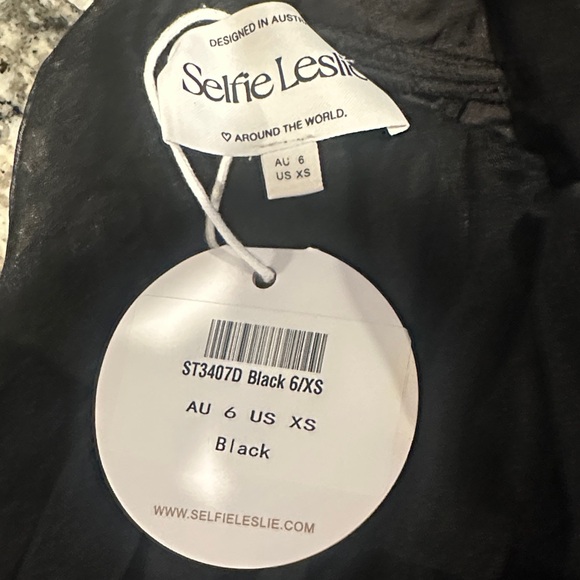 DESIGNED IN
Selfie Leslie
♡ AROUND THE WORLD.
AU 6
US XS
ST3407D Black 6/XS
AU 6 US XS
Black
WWW.SELFIELESLIE.COM